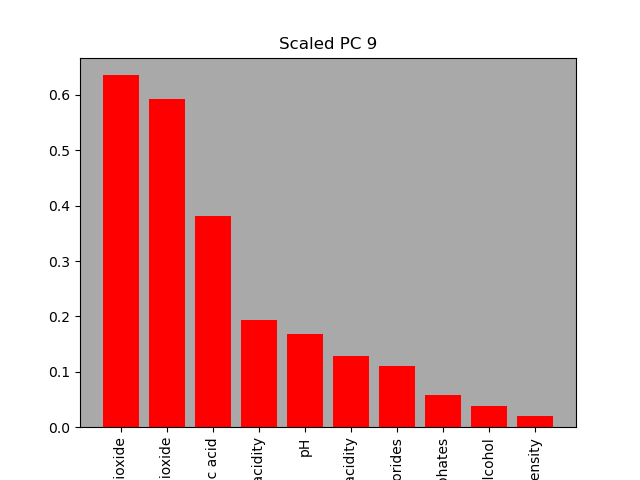 Scaled PC 9
0.6
0.5
0.4
0.3
0.2
0.1
0.0
ioxide
ioxide
c acid
acidity
pH
acidity
orides
ohates
lcohol
ensity